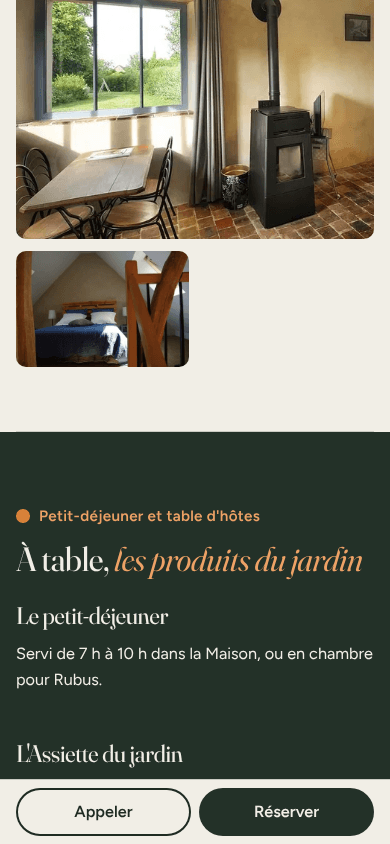 Petit-déjeuner et table d'hôtes
À table, les produits du jardin
Le petit-déjeuner
Servi de 7 h à 10 h dans la Maison, ou en chambre
pour Rubus.
L'Assiette du jardin
Appeler
Réserver